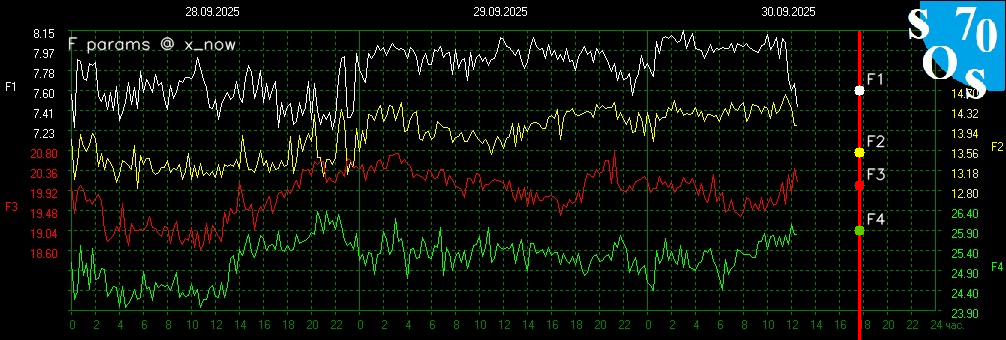 28.09.2025 29.09.2025 30.09.2025
S 70
O
S
F params @ x_now
F1
8.15
7.97
7.78
7.60
7.41
7.23
F3
20.80
20.36
19.92
19.48
19.04
18.60
F1
F2
F3
F4
14.70
14.32
13.94
13.56
13.18
12.80
F2
26.40
25.90
25.40
24.90
24.40
23.90
F4
0 2 4 6 8 10 12 14 16 18 20 22 0 2 4 6 8 10 12 14 16 18 20 22 0 2 4 6 8 10 12 14 16 18 20 22 24 час.